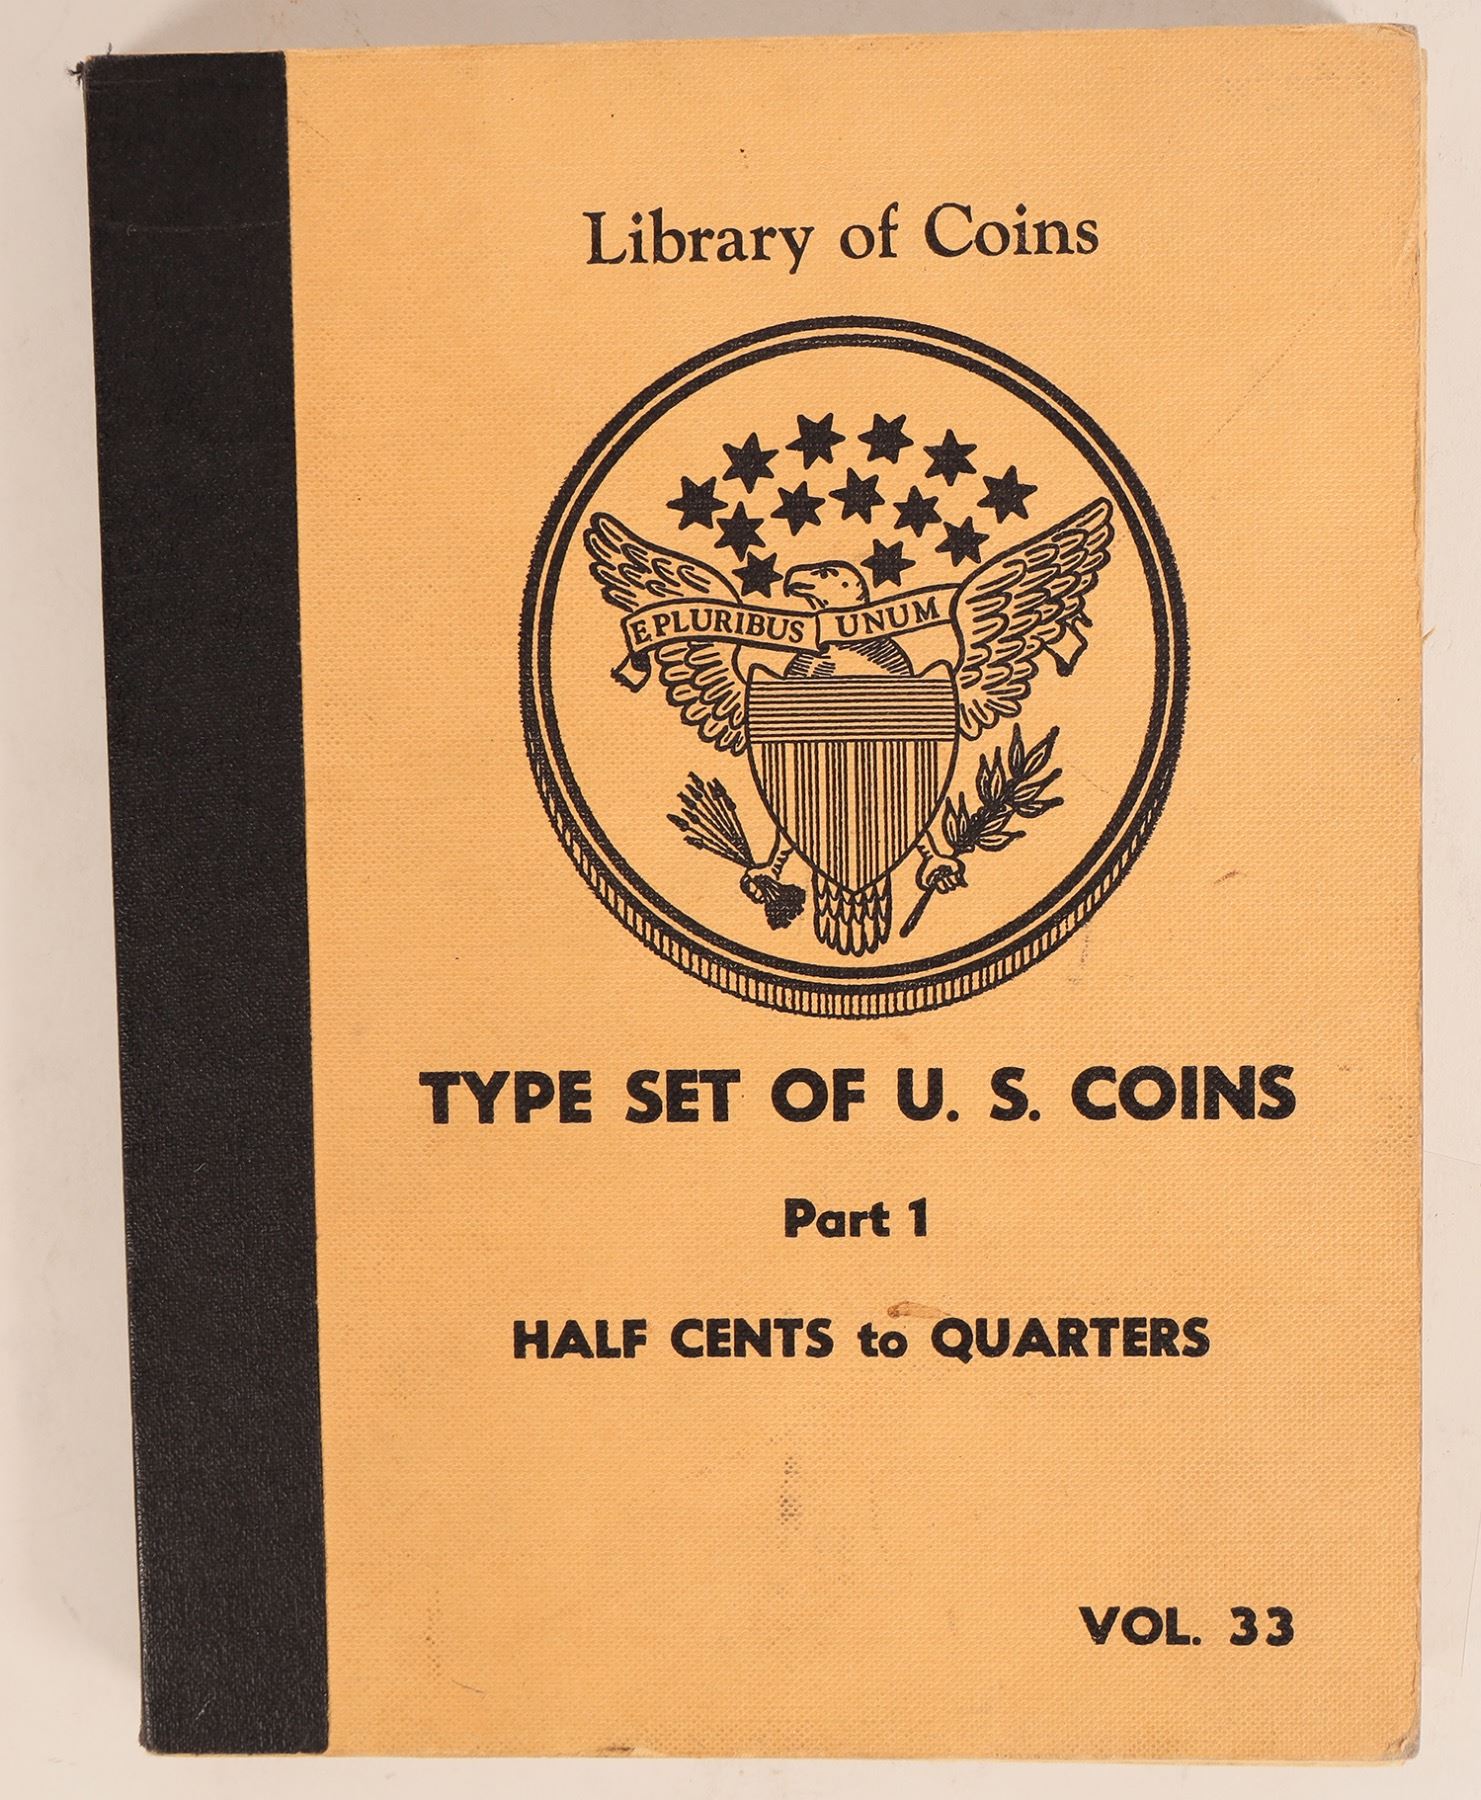 Library of Coins
E PLURIBUS UNUM
TYPE SET OF U. S. COINS
Part 1
HALF CENTS to QUARTERS
VOL. 33